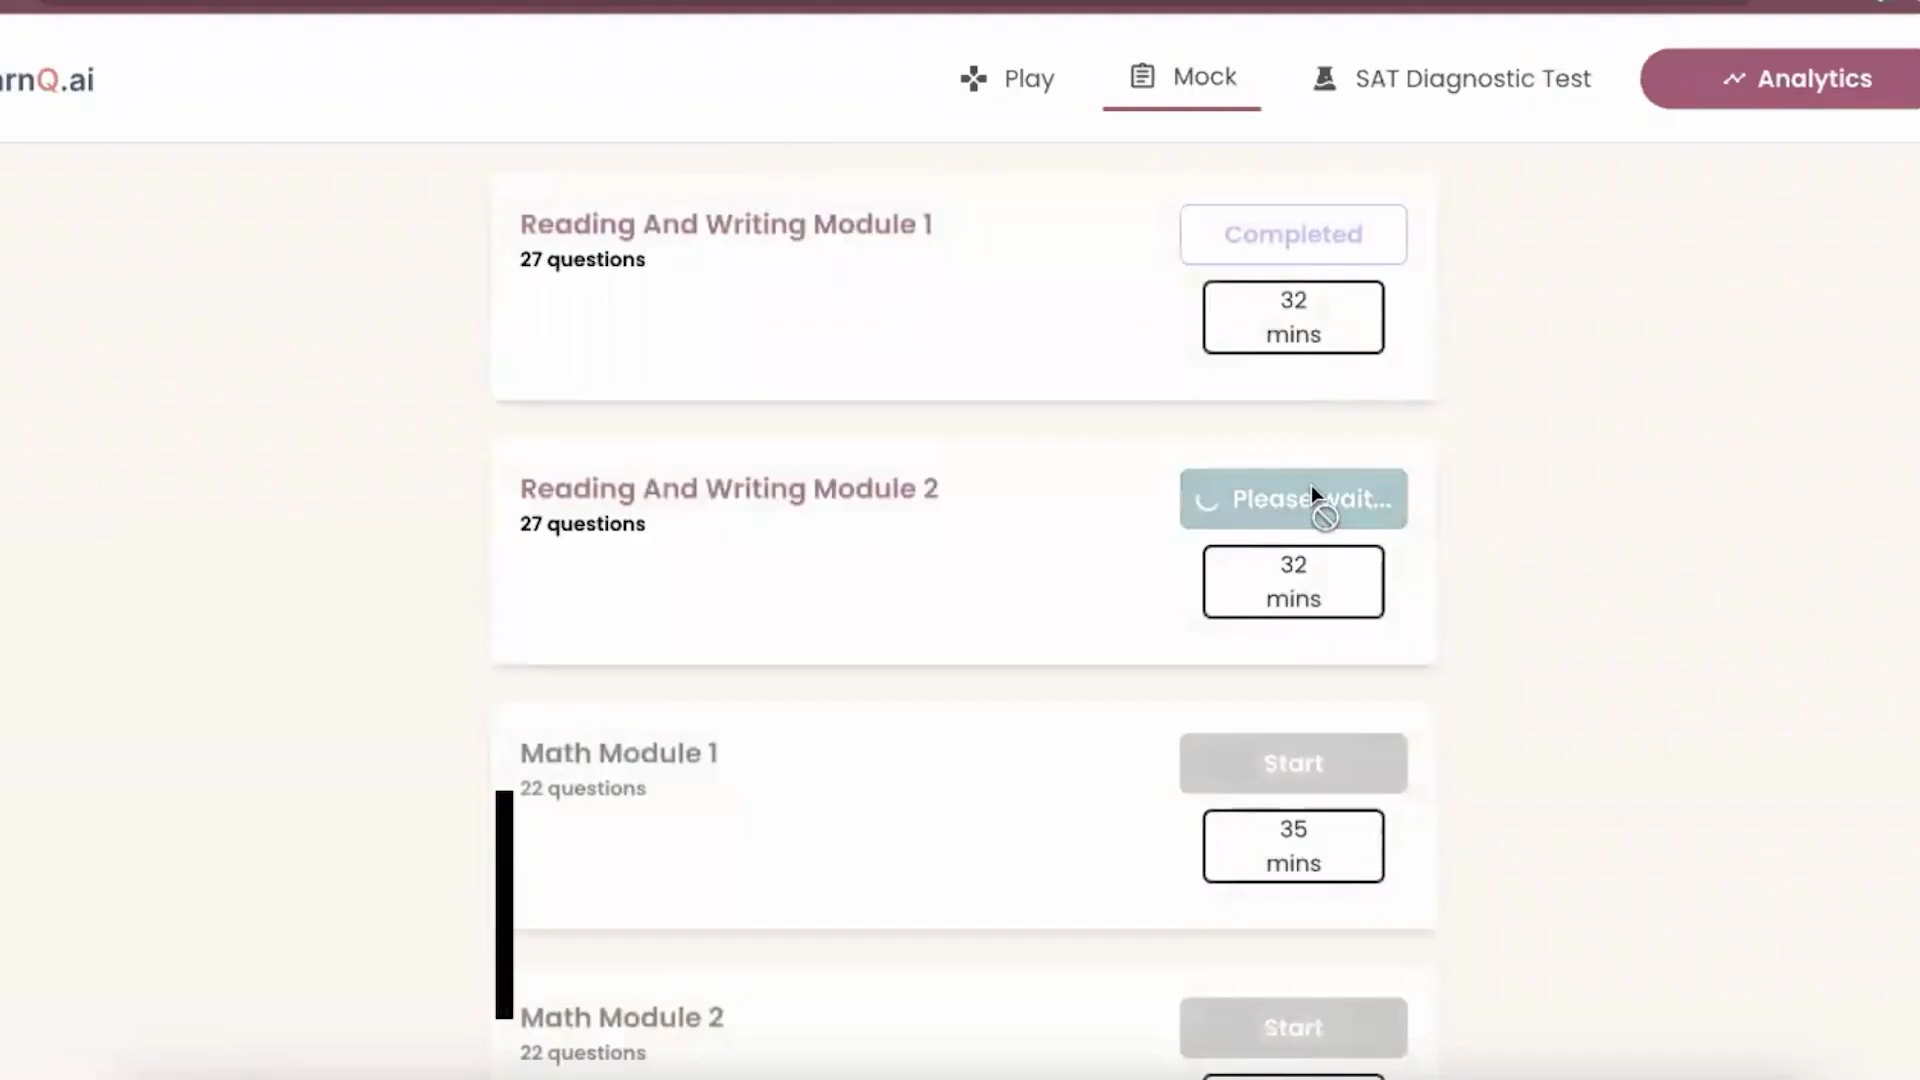 rnQ.ai
Play
Mock
SAT Diagnostic Test
Analytics
Reading And Writing Module 1
27 questions
Completed
32
mins
Reading And Writing Module 2
27 questions
Please wait...
32
mins
Math Module 1
22 questions
Start
35
mins
Math Module 2
22 questions
Start